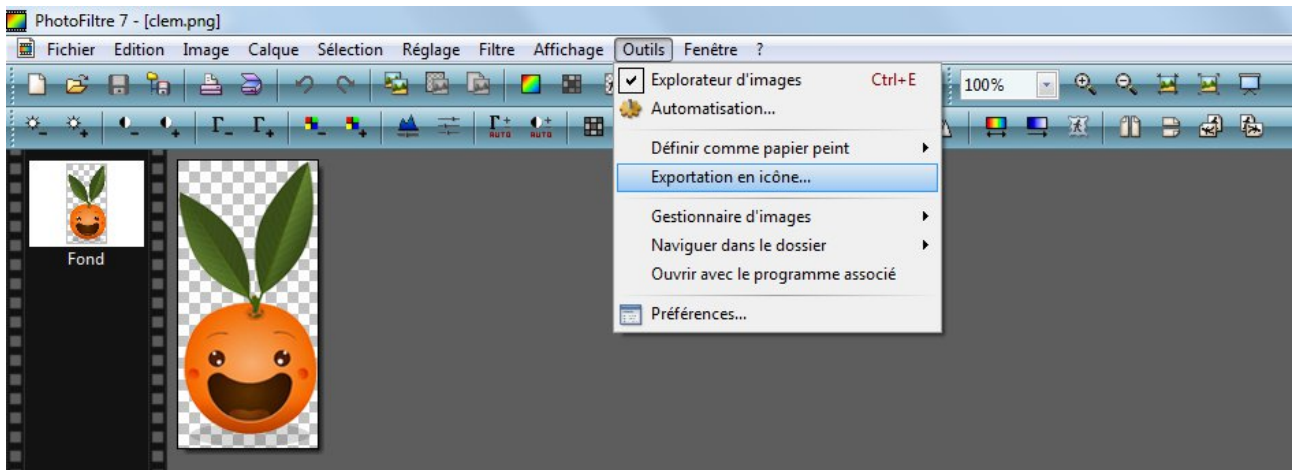 PhotoFiltre 7 - [clem.png]
Fichier Edition Image Calque Sélection Réglage Filtre Affichage Outils Fenêtre ?
Explorateur d'images Ctrl+E
100%
Automatisation...
AUTO AUTO
Définir comme papier peint
Exportation en icône...
Gestionnaire d'images
Naviguer dans le dossier
Ouvrir avec le programme associé
Préférences...
Fond